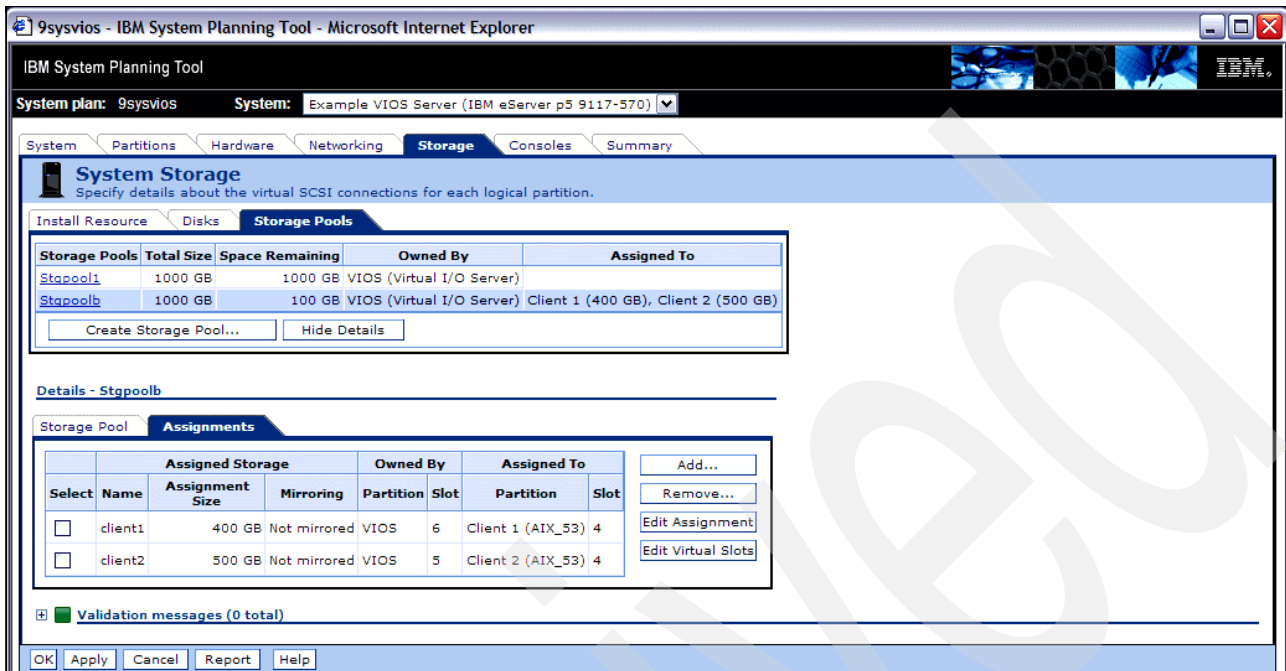 9sysvios - IBM System Planning Tool - Microsoft Internet Explorer
IBM System Planning Tool
IBM.
System plan: 9sysvios System: Example VIOS Server (IBM eServer p5 9117-570)
System Partitions Hardware Networking Storage Consoles Summary
System Storage
Specify details about the virtual SCSI connections for each logical partition.
Install Resource Disks Storage Pools
Storage Pools Total Size Space Remaining Owned By Assigned To
Stgpool1 1000 GB 1000 GB VIOS (Virtual I/O Server)
Stgpoolb 1000 GB 100 GB VIOS (Virtual I/O Server) Client 1 (400 GB), Client 2 (500 GB)
Create Storage Pool... Hide Details
Details - Stgpoolb
Storage Pool Assignments
Assigned Storage Owned By Assigned To
Select Name Assignment Size Mirroring Partition Slot Partition Slot
client1 400 GB Not mirrored VIOS 6 Client 1 (AIX_53) 4
client2 500 GB Not mirrored VIOS 5 Client 2 (AIX_53) 4
Add...
Remove...
Edit Assignment
Edit Virtual Slots
Validation messages (0 total)
OK Apply Cancel Report Help